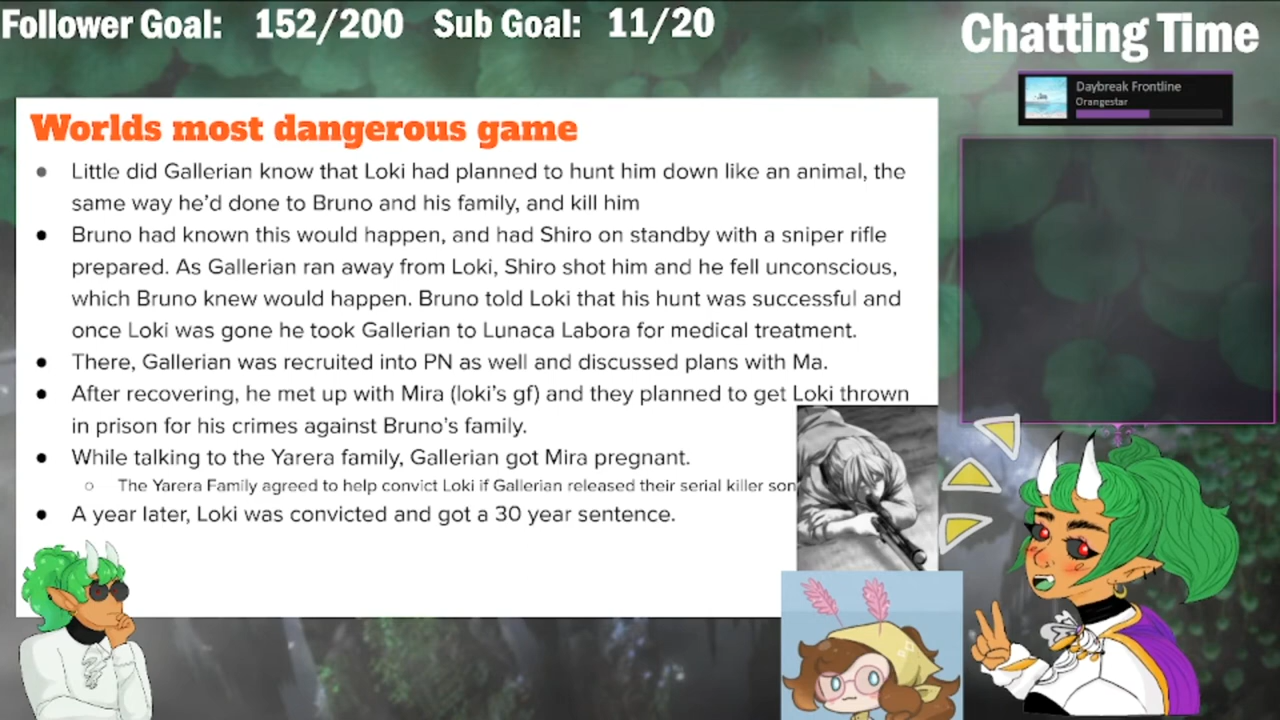 Follower Goal: 152/200 Sub Goal: 11/20
Chatting Time
Daybreak Frontline
Orangestar
Worlds most dangerous game
● Little did Gallerian know that Loki had planned to hunt him down like an animal, the
same way he'd done to Bruno and his family, and kill him
● Bruno had known this would happen, and had Shiro on standby with a sniper rifle
prepared. As Gallerian ran away from Loki, Shiro shot him and he fell unconscious,
which Bruno knew would happen. Bruno told Loki that his hunt was successful and
once Loki was gone he took Gallerian to Lunaca Labora for medical treatment.
● There, Gallerian was recruited into PN as well and discussed plans with Ma.
● After recovering, he met up with Mira (loki's gf) and they planned to get Loki thrown
in prison for his crimes against Bruno's family.
● While talking to the Yarera family, Gallerian got Mira pregnant.
○ The Yarera Family agreed to help convict Loki if Gallerian released their serial killer son
● A year later, Loki was convicted and got a 30 year sentence.